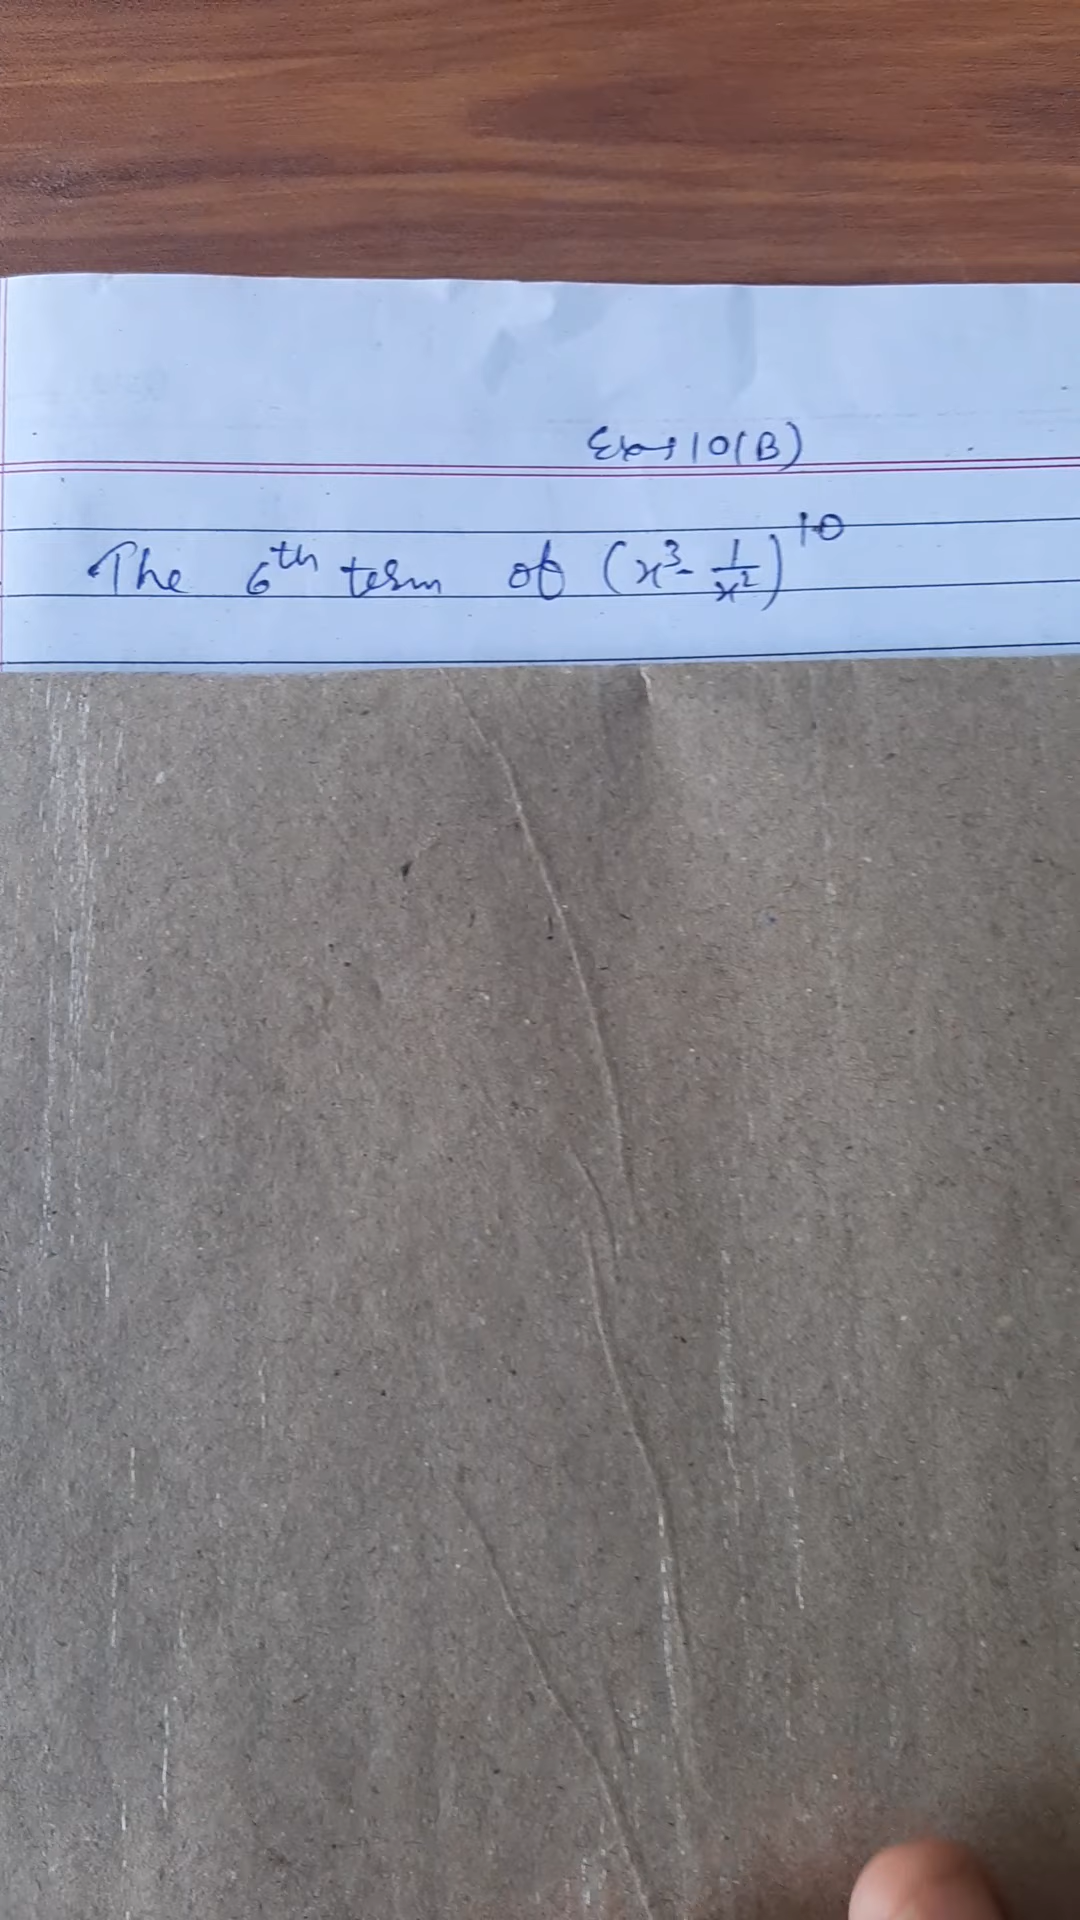 Ex→10(B)
The 6th term of (x³ - 1/x²)¹⁰